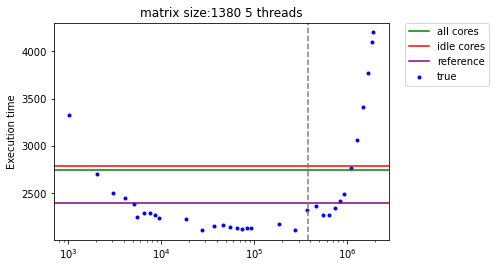 matrix size:1380 5 threads
all cores
idle cores
reference
true
Execution time
4000
3500
3000
2500
10³
10⁴
10⁵
10⁶